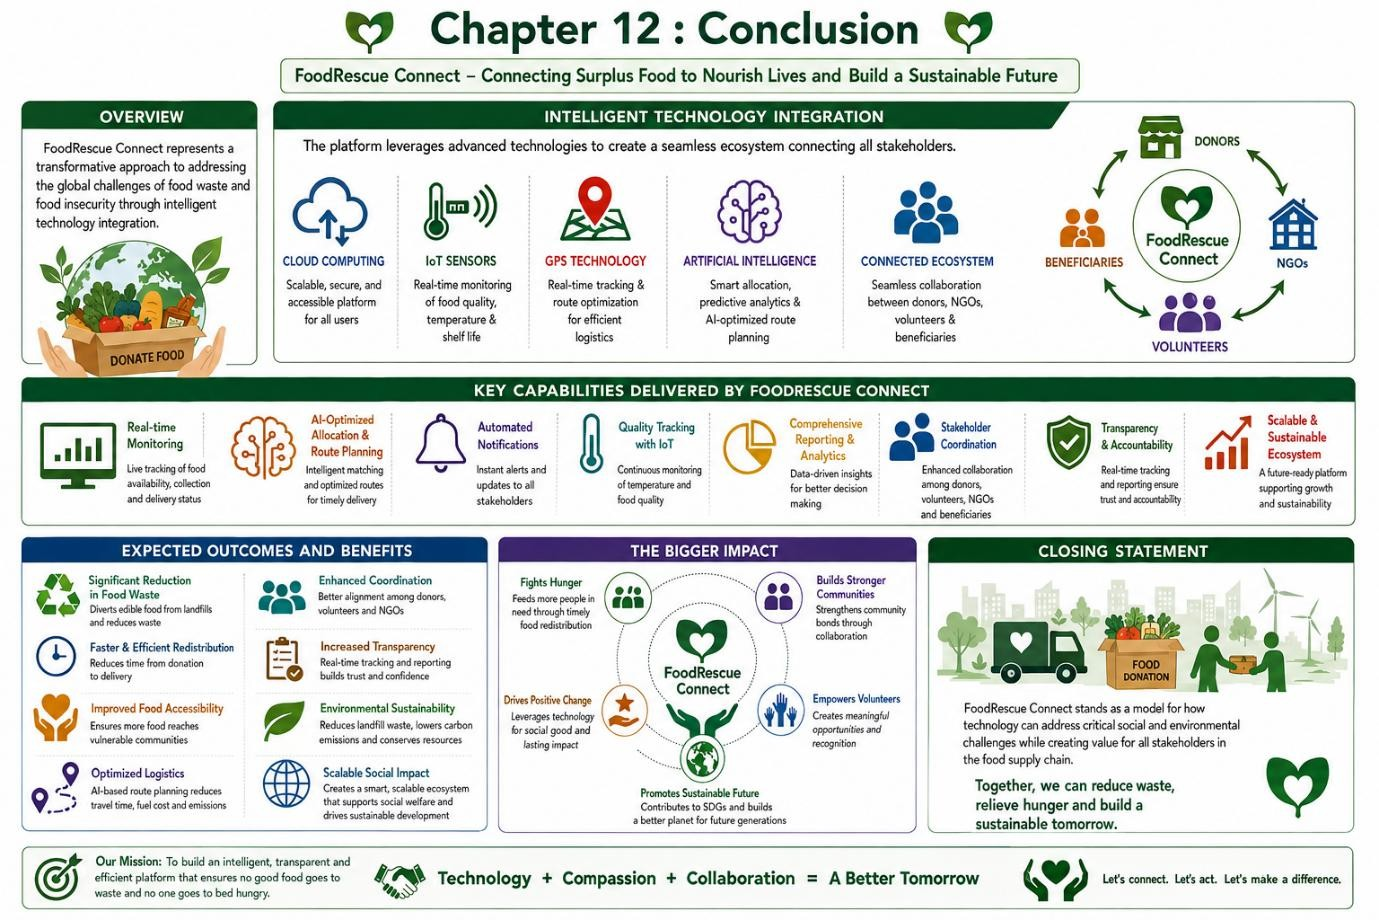 Chapter 12 : Conclusion
FoodRescue Connect – Connecting Surplus Food to Nourish Lives and Build a Sustainable Future
OVERVIEW
FoodRescue Connect represents a
transformative approach to addressing
the global challenges of food waste and
food insecurity through intelligent
technology integration.
DONATE FOOD
INTELLIGENT TECHNOLOGY INTEGRATION
The platform leverages advanced technologies to create a seamless ecosystem connecting all stakeholders.
CLOUD COMPUTING
Scalable, secure, and
accessible platform
for all users
IoT SENSORS
Real-time monitoring
of food quality,
temperature &
shelf life
GPS TECHNOLOGY
Real-time tracking &
route optimization
for efficient
logistics
ARTIFICIAL INTELLIGENCE
Smart allocation,
predictive analytics &
AI-optimized route
planning
CONNECTED ECOSYSTEM
Seamless collaboration
between donors, NGOs,
volunteers &
beneficiaries
DONORS
FoodRescue
Connect
BENEFICIARIES
NGOs
VOLUNTEERS
KEY CAPABILITIES DELIVERED BY FOODRESCUE CONNECT
Real-time
Monitoring
Live tracking of food
availability, collection
and delivery status
AI-Optimized
Allocation &
Route Planning
Intelligent matching
and optimized routes
for timely delivery
Automated
Notifications
Instant alerts and
updates to all
stakeholders
Quality Tracking
with IoT
Continuous monitoring
of temperature and
food quality
Comprehensive
Reporting &
Analytics
Data-driven insights
for better decision
making
Stakeholder
Coordination
Enhanced collaboration
among donors,
volunteers, NGOs
and beneficiaries
Transparency
& Accountability
Real-time tracking
and reporting ensure
trust and accountability
Scalable &
Sustainable
Ecosystem
A future-ready platform
supporting growth
and sustainability
EXPECTED OUTCOMES AND BENEFITS
Significant Reduction
in Food Waste
Diverts edible food from landfills
and reduces waste
Faster & Efficient Redistribution
Reduces time from donation
to delivery
Improved Food Accessibility
Ensures more food reaches
vulnerable communities
Optimized Logistics
AI-based route planning reduces
travel time, fuel cost and emissions
Enhanced Coordination
Better alignment among donors,
volunteers and NGOs
Increased Transparency
Real-time tracking and reporting
builds trust and confidence
Environmental Sustainability
Reduces landfill waste, lowers carbon
emissions and conserves resources
Scalable Social Impact
Creates a smart, scalable ecosystem
that supports social welfare and
drives sustainable development
THE BIGGER IMPACT
Fights Hunger
Feeds more people in
need through timely
food redistribution
Builds Stronger
Communities
Strengthens community
bonds through
collaboration
FoodRescue
Connect
Drives Positive Change
Leverages technology
for social good and
lasting impact
Empowers Volunteers
Creates meaningful
opportunities and
recognition
Promotes Sustainable Future
Contributes to SDGs and builds
a better planet for future generations
CLOSING STATEMENT
FOOD
DONATION
FoodRescue Connect stands as a model for how
technology can address critical social and environmental
challenges while creating value for all stakeholders in
the food supply chain.
Together, we can reduce waste,
relieve hunger and build a
sustainable tomorrow.
Our Mission: To build an intelligent, transparent and
efficient platform that ensures no good food goes to
waste and no one goes to bed hungry.
Technology + Compassion + Collaboration = A Better Tomorrow
Let's connect. Let's act. Let's make a difference.